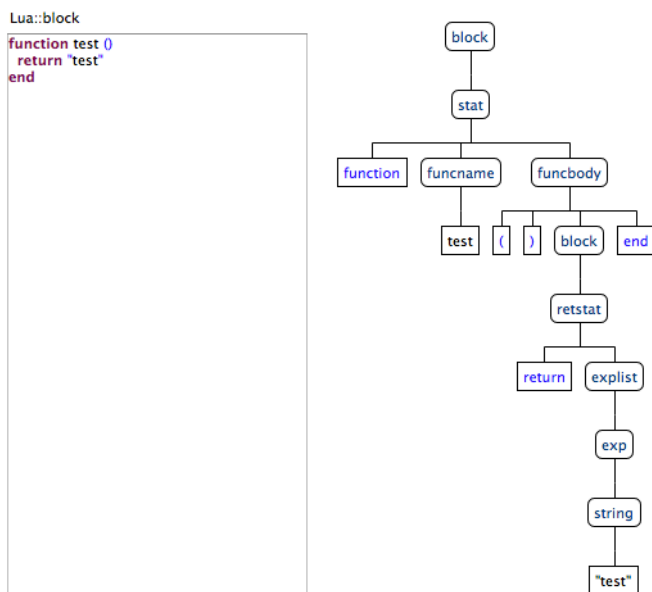 Lua::block
function test ()
return "test"
end
block
stat
function funcname funcbody
test ( ) block end
retstat
return explist
exp
string
"test"